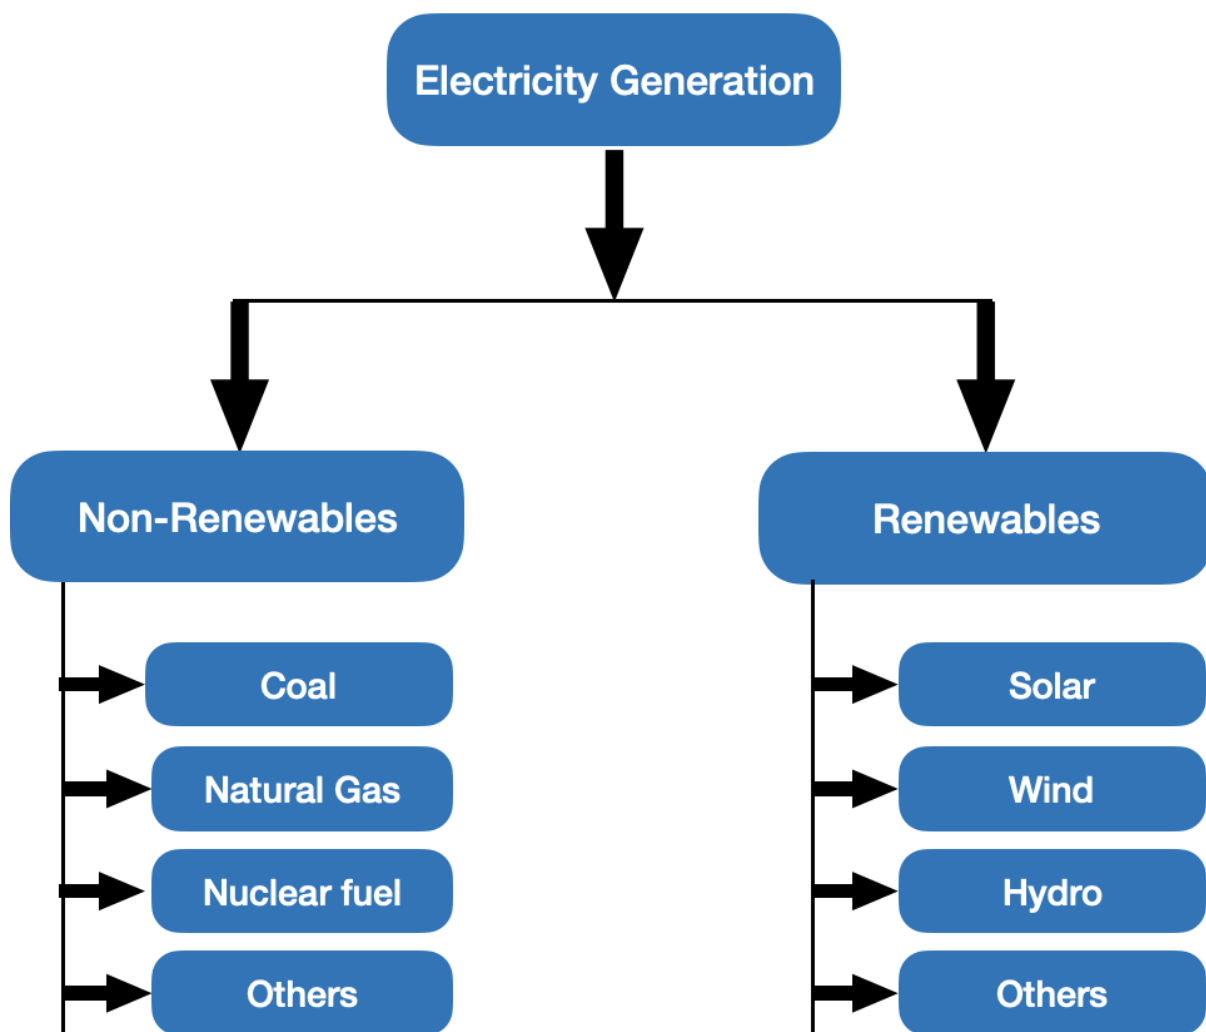 Electricity Generation
Non-Renewables
Coal
Natural Gas
Nuclear fuel
Others
Renewables
Solar
Wind
Hydro
Others